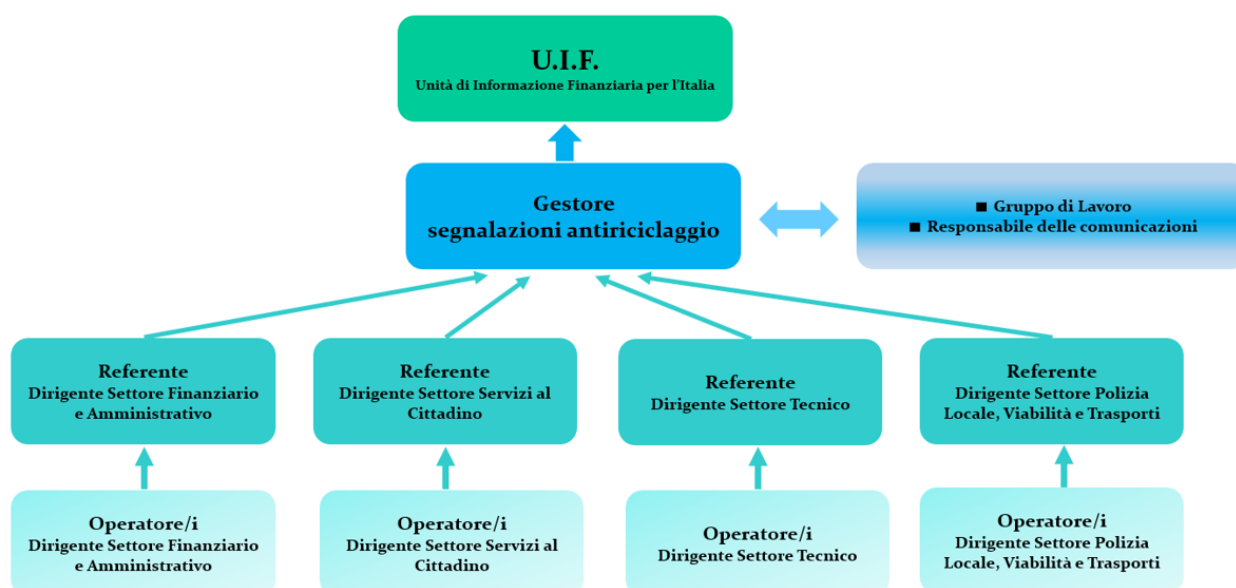 U.I.F.
Unità di Informazione Finanziaria per l'Italia
Gestore
segnalazioni antiriciclaggio
■ Gruppo di Lavoro
■ Responsabile delle comunicazioni
Referente
Dirigente Settore Finanziario
e Amministrativo
Referente
Dirigente Settore Servizi al
Cittadino
Referente
Dirigente Settore Tecnico
Referente
Dirigente Settore Polizia
Locale, Viabilità e Trasporti
Operatore/i
Dirigente Settore Finanziario
e Amministrativo
Operatore/i
Dirigente Settore Servizi al
Cittadino
Operatore/i
Dirigente Settore Tecnico
Operatore/i
Dirigente Settore Polizia
Locale, Viabilità e Trasporti